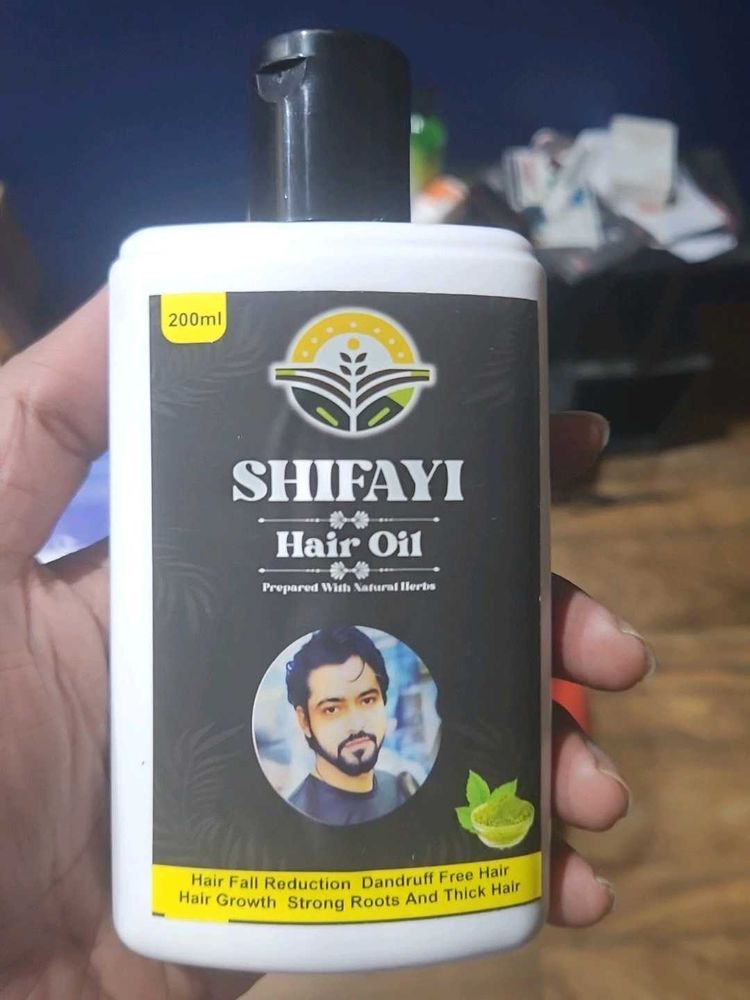 200ml
SHIFAYI
Hair Oil
Prepared With Natural Herbs
Hair Fall Reduction Dandruff Free Hair
Hair Growth Strong Roots And Thick Hair